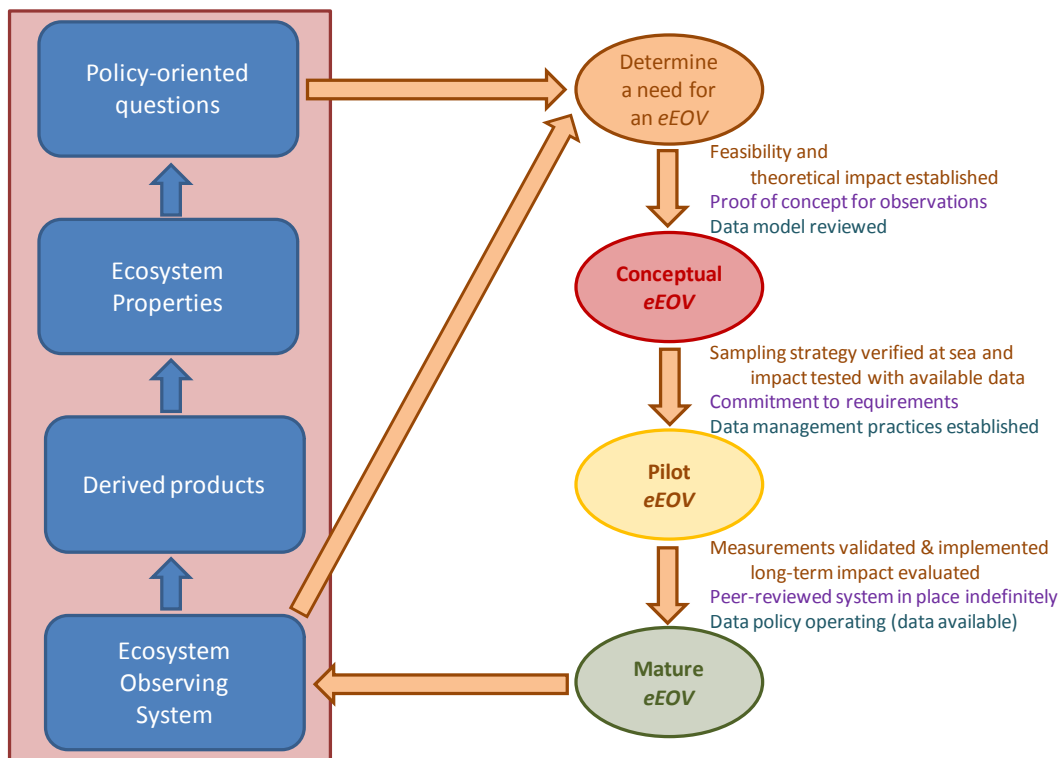 Policy-oriented
questions
Ecosystem
Properties
Derived products
Ecosystem
Observing
System
Determine
a need for
an eEOV
Feasibility and
theoretical impact established
Proof of concept for observations
Data model reviewed
Conceptual
eEOV
Sampling strategy verified at sea and
impact tested with available data
Commitment to requirements
Data management practices established
Pilot
eEOV
Measurements validated & implemented
long-term impact evaluated
Peer-reviewed system in place indefinitely
Data policy operating (data available)
Mature
eEOV